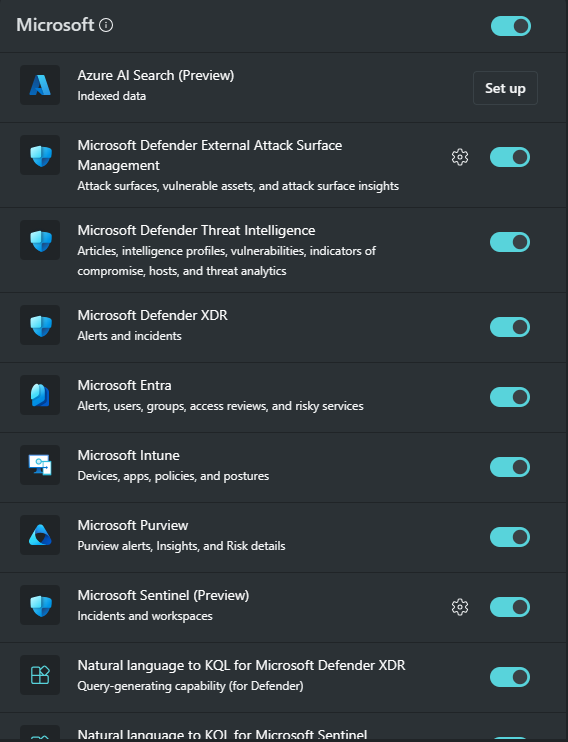 Microsoft
Azure AI Search (Preview)
Indexed data
Set up
Microsoft Defender External Attack Surface
Management
Attack surfaces, vulnerable assets, and attack surface insights
Microsoft Defender Threat Intelligence
Articles, intelligence profiles, vulnerabilities, indicators of
compromise, hosts, and threat analytics
Microsoft Defender XDR
Alerts and incidents
Microsoft Entra
Alerts, users, groups, access reviews, and risky services
Microsoft Intune
Devices, apps, policies, and postures
Microsoft Purview
Purview alerts, Insights, and Risk details
Microsoft Sentinel (Preview)
Incidents and workspaces
Natural language to KQL for Microsoft Defender XDR
Query-generating capability (for Defender)
Natural language to KQL for Microsoft Sentinel